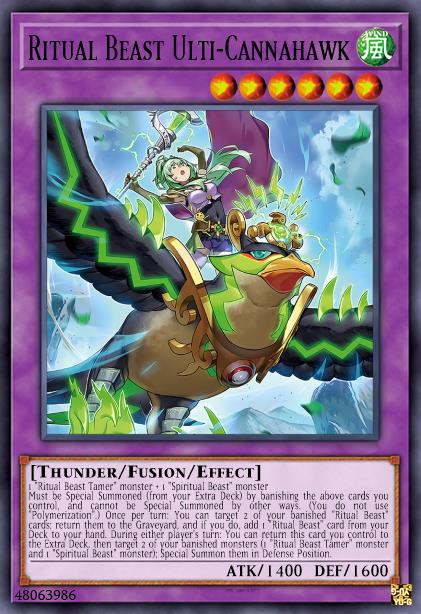 Ritual Beast Ulti-Cannahawk
WIND
風
[Thunder/Fusion/Effect]
1 "Ritual Beast Tamer" monster + 1 "Spiritual Beast" monster
Must be Special Summoned (from your Extra Deck) by banishing the above cards you
control, and cannot be Special Summoned by other ways. (You do not use
"Polymerization".) Once per turn: You can target 2 of your banished "Ritual Beast"
cards; return them to the Graveyard, and if you do, add 1 "Ritual Beast" card from your
Deck to your hand. During either player's turn: You can return this card you control to
the Extra Deck, then target 2 of your banished monsters (1 "Ritual Beast Tamer" monster
and 1 "Spiritual Beast" monster); Special Summon them in Defense Position.
ATK/1400 DEF/1600
48063986